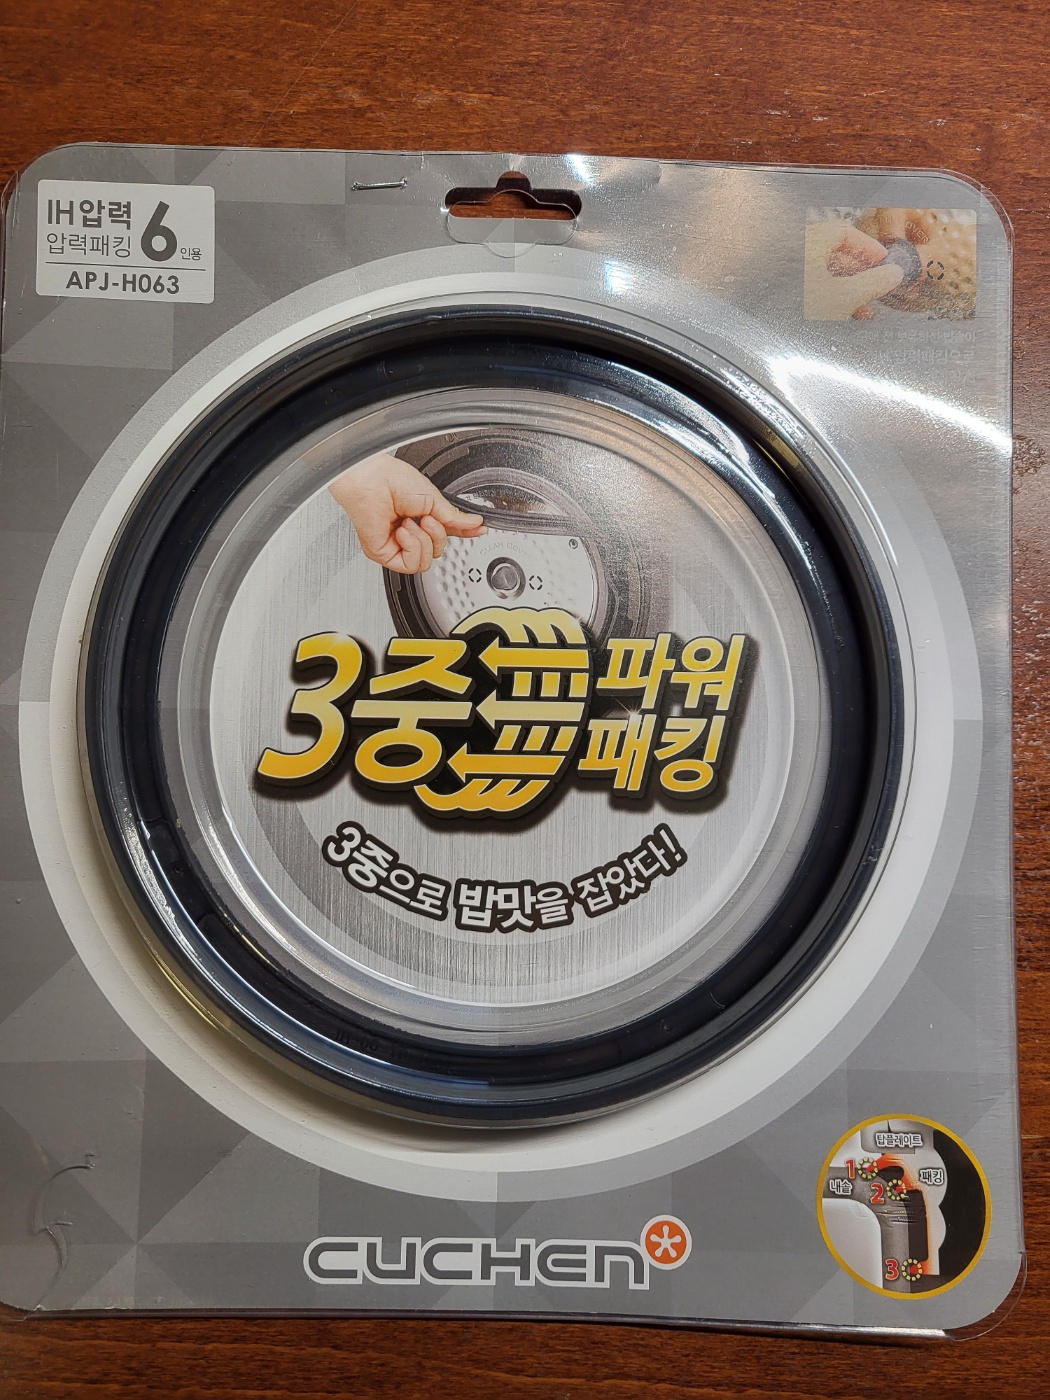 IH압력
압력패킹 6인용
APJ-H063
3중 파워
패킹
3중으로 밥맛을 잡았다!
탑플레이트
1
내솥
패킹
2
3
CUCHEN